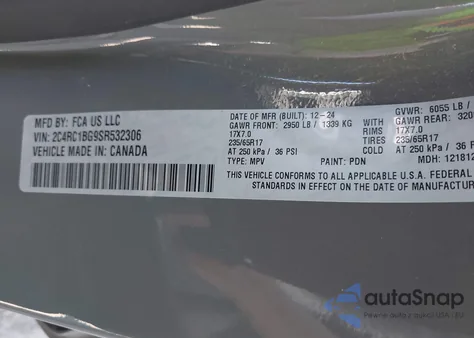 MFD BY: FCA US LLC
VIN: 2C4RC1BG9SR532306
VEHICLE MADE IN: CANADA
DATE OF MFR (BUILT): 12-24
GVWR: 6055 LB /
GAWR FRONT: 2950 LB / 1339 KG
WITH
GAWR REAR: 320
17X7.0
RIMS
17X7.0
235/65R17
TIRES
235/65R17
AT 250 kPa / 36 PSI
COLD
AT 250 kPa / 36 P
TYPE: MPV
PAINT: PDN
MDH: 121812
THIS VEHICLE CONFORMS TO ALL APPLICABLE U.S.A. FEDERAL
STANDARDS IN EFFECT ON THE DATE OF MANUFACTUR
autoSnap